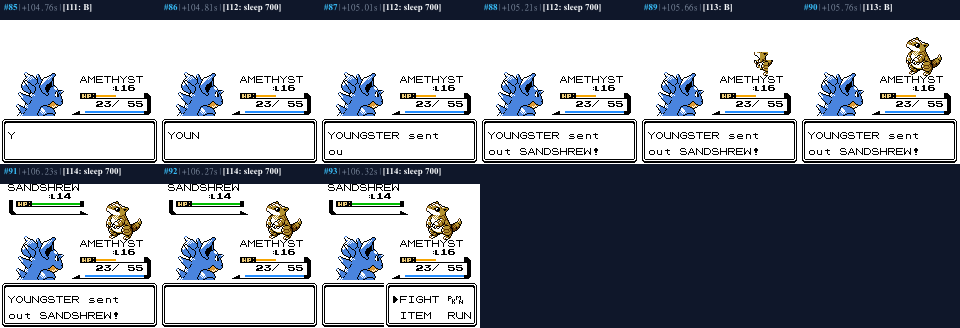 #85|+104.76s|[111: B]
AMETHYST
:L16
HP:
23/ 55
Y
#86|+104.81s|[112: sleep 700]
AMETHYST
:L16
HP:
23/ 55
YOUN
#87|+105.01s|[112: sleep 700]
AMETHYST
:L16
HP:
23/ 55
YOUNGSTER sent
ou
#88|+105.21s|[112: sleep 700]
AMETHYST
:L16
HP:
23/ 55
YOUNGSTER sent
out SANDSHREW!
#89|+105.66s|[113: B]
AMETHYST
:L16
HP:
23/ 55
YOUNGSTER sent
out SANDSHREW!
#90|+105.76s|[113: B]
AMETHYST
:L16
HP:
23/ 55
YOUNGSTER sent
out SANDSHREW!
#91|+106.23s|[114: sleep 700]
SANDSHREW
:L14
HP:
AMETHYST
:L16
HP:
23/ 55
YOUNGSTER sent
out SANDSHREW!
#92|+106.27s|[114: sleep 700]
SANDSHREW
:L14
HP:
AMETHYST
:L16
HP:
23/ 55
#93|+106.32s|[114: sleep 700]
SANDSHREW
:L14
HP:
AMETHYST
:L16
HP:
23/ 55
▶FIGHT PKMN
ITEM RUN